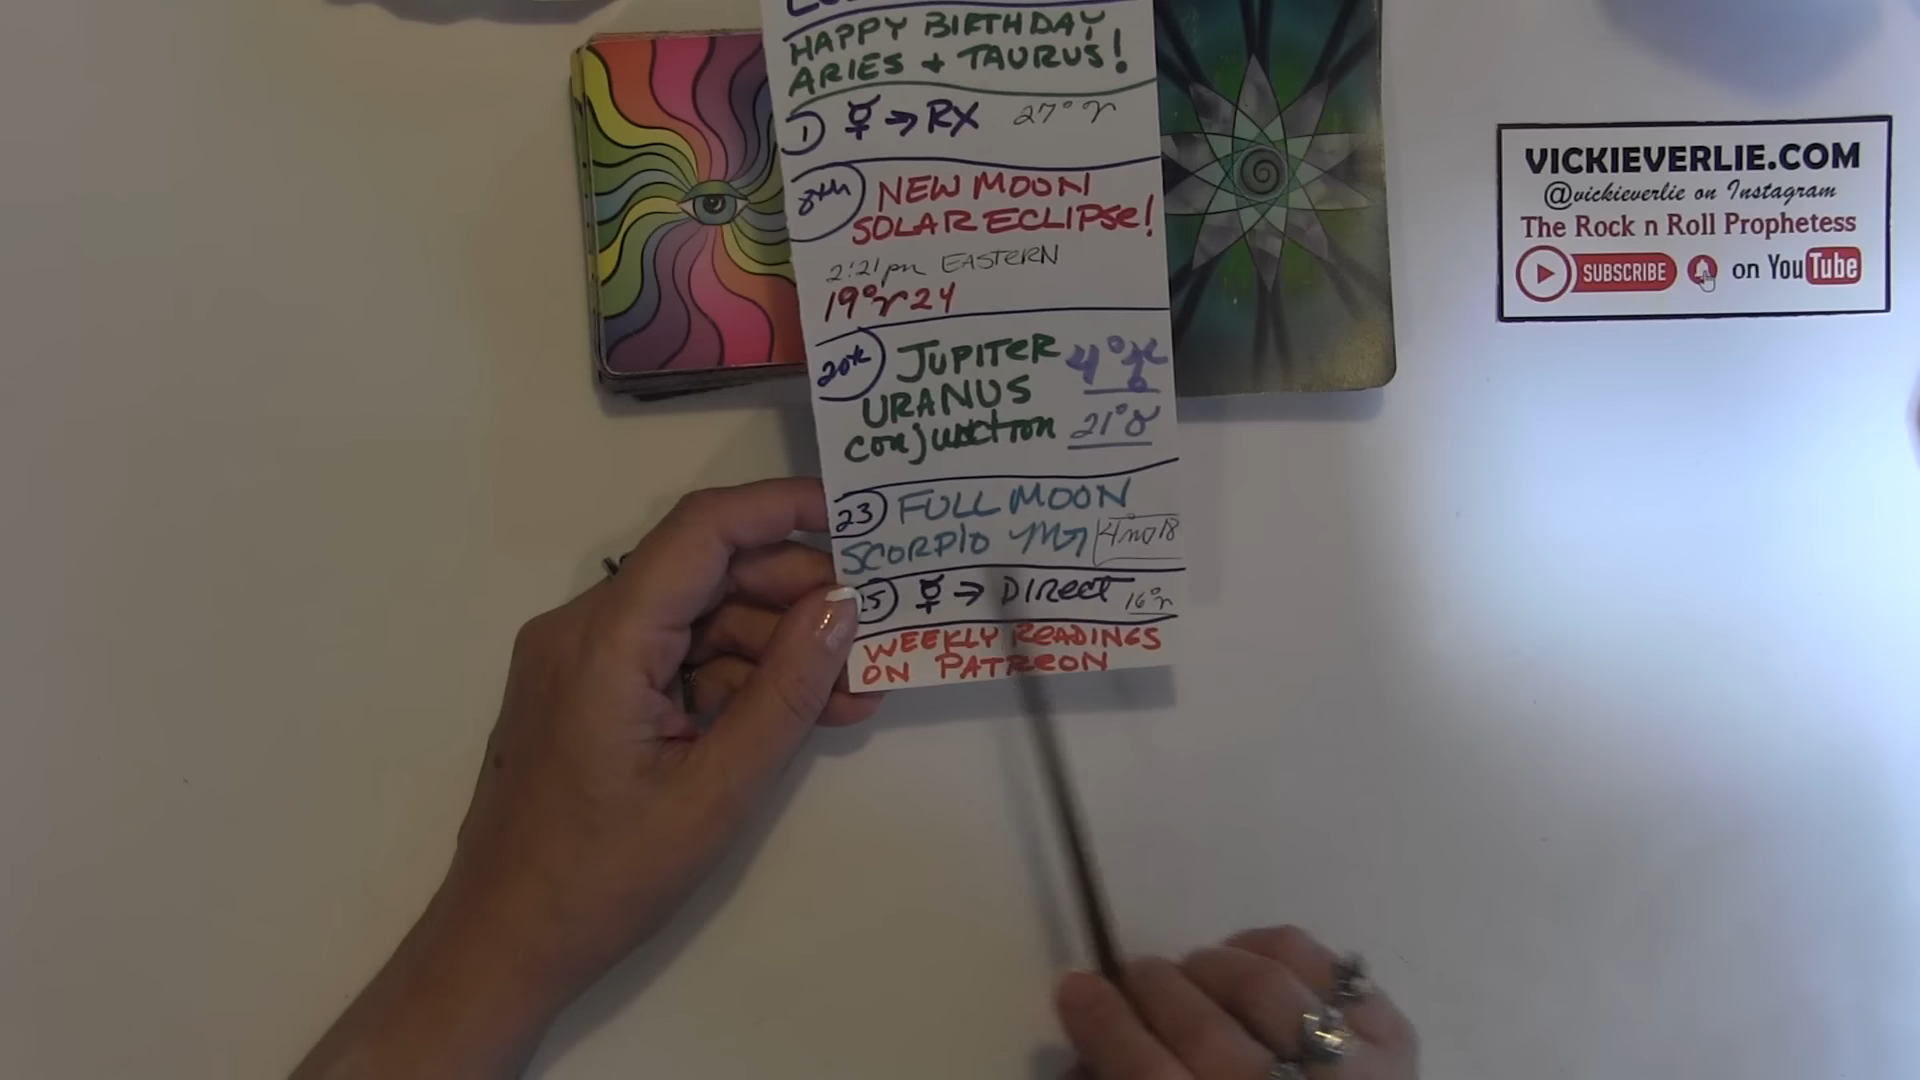 HAPPY BIRTHDAY
ARIES + TAURUS!
1 ☿ → RX 27° ♈
8th NEW MOON
SOLAR ECLIPSE!
2:21pm EASTERN
19°♈24
20th JUPITER 4°
URANUS
conjunction 21°♉
23 FULL MOON
SCORPIO ♏ 4°♏18
25 ☿ → DIRECT 16°♈
WEEKLY READINGS
ON PATREON
VICKIEVERLIE.COM
@vickieverlie on Instagram
The Rock n Roll Prophetess
SUBSCRIBE on YouTube